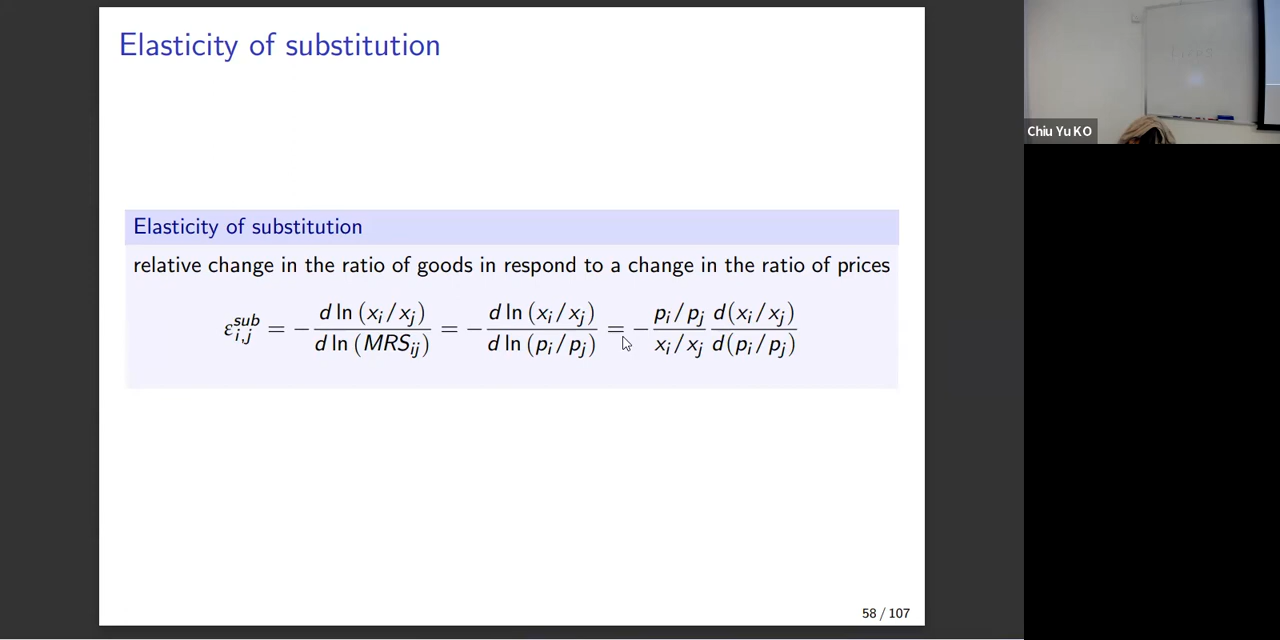 Elasticity of substitution
Elasticity of substitution
relative change in the ratio of goods in respond to a change in the ratio of prices
ε^{sub}_{i,j} = − d ln (x_i/x_j) / d ln (MRS_{ij}) = − d ln (x_i/x_j) / d ln (p_i/p_j) = − p_i/p_j / x_i/x_j d(x_i/x_j) / d(p_i/p_j)
58 / 107
Chiu Yu KO